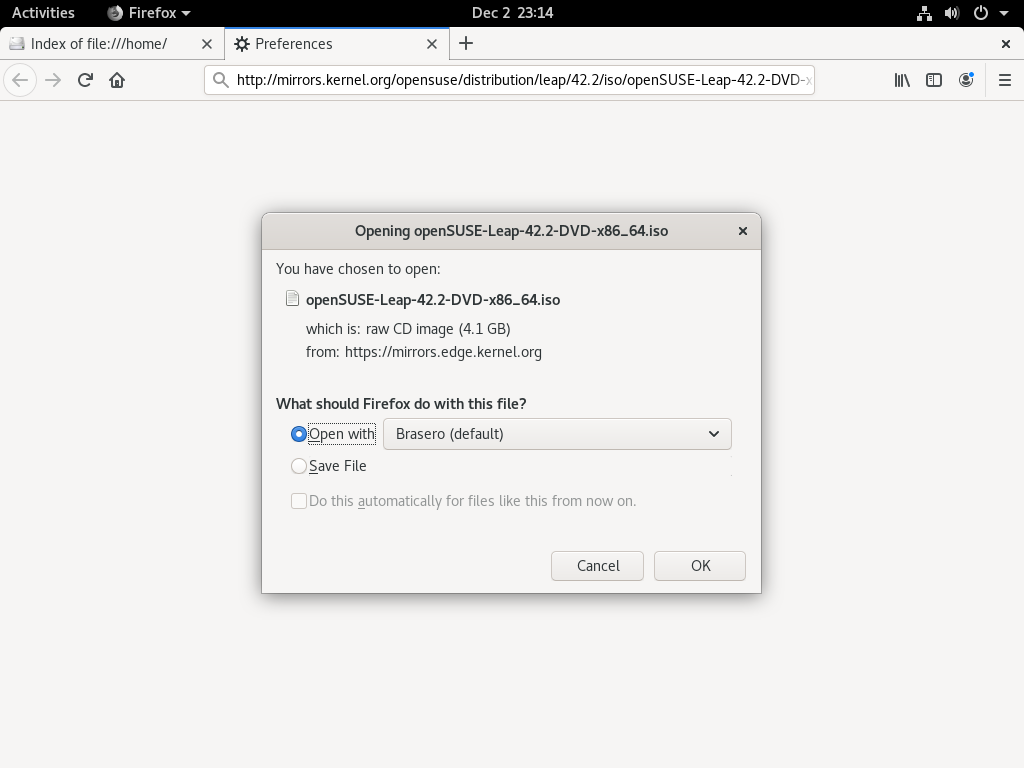 Activities Firefox Dec 2 23:14
Index of file:///home/ Preferences
http://mirrors.kernel.org/opensuse/distribution/leap/42.2/iso/openSUSE-Leap-42.2-DVD-x
Opening openSUSE-Leap-42.2-DVD-x86_64.iso
You have chosen to open:
openSUSE-Leap-42.2-DVD-x86_64.iso
which is: raw CD image (4.1 GB)
from: https://mirrors.edge.kernel.org
What should Firefox do with this file?
Open with Brasero (default)
Save File
Do this automatically for files like this from now on.
Cancel OK